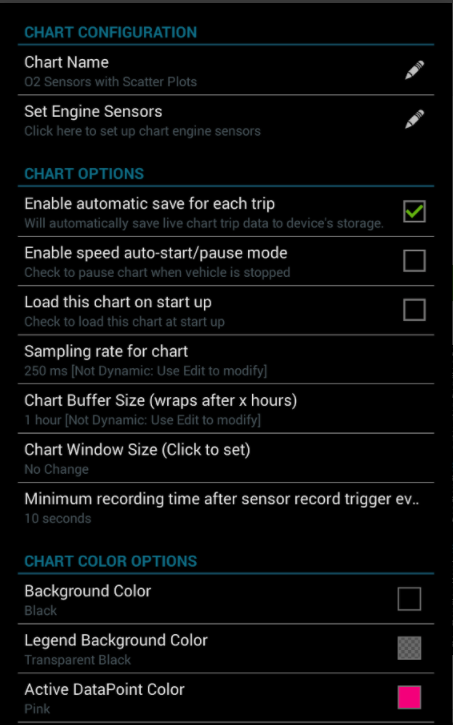 CHART CONFIGURATION
Chart Name
O2 Sensors with Scatter Plots
Set Engine Sensors
Click here to set up chart engine sensors
CHART OPTIONS
Enable automatic save for each trip
Will automatically save live chart trip data to device's storage.
Enable speed auto-start/pause mode
Check to pause chart when vehicle is stopped
Load this chart on start up
Check to load this chart at start up
Sampling rate for chart
250 ms [Not Dynamic: Use Edit to modify]
Chart Buffer Size (wraps after x hours)
1 hour [Not Dynamic: Use Edit to modify]
Chart Window Size (Click to set)
No Change
Minimum recording time after sensor record trigger ev..
10 seconds
CHART COLOR OPTIONS
Background Color
Black
Legend Background Color
Transparent Black
Active DataPoint Color
Pink